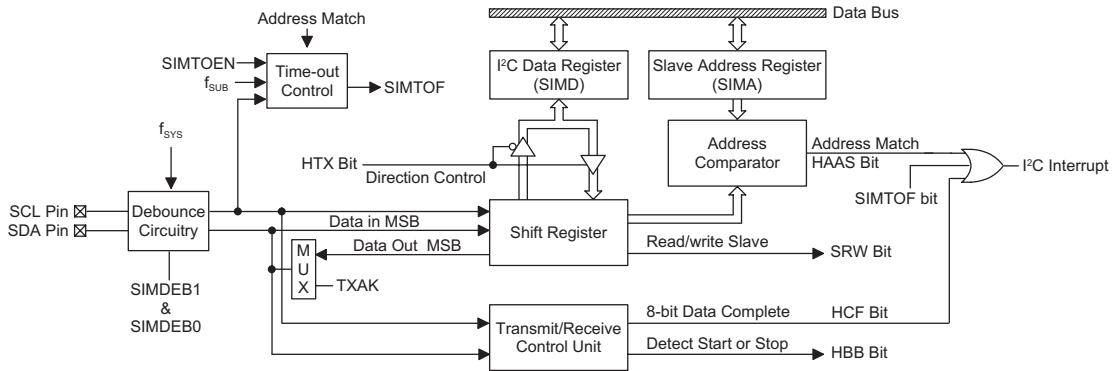 Data Bus
Address Match
SIMTOEN
fSUB
Time-out
Control
SIMTOF
I²C Data Register
(SIMD)
Slave Address Register
(SIMA)
fSYS
HTX Bit
Direction Control
Address
Comparator
Address Match
HAAS Bit
I²C Interrupt
SIMTOF bit
SCL Pin
SDA Pin
Debounce
Circuitry
Data in MSB
Shift Register
Data Out MSB
M
U
X
TXAK
Read/write Slave
SRW Bit
SIMDEB1
&
SIMDEB0
Transmit/Receive
Control Unit
8-bit Data Complete
HCF Bit
Detect Start or Stop
HBB Bit